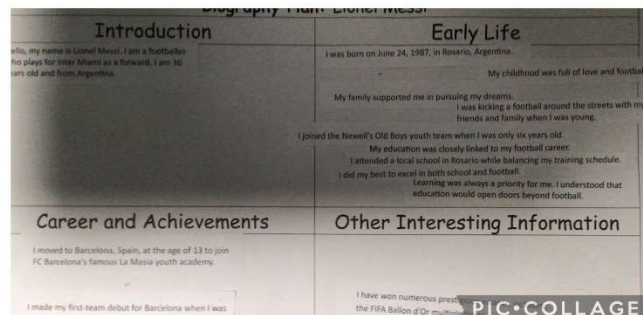 Biography Plan: Lionel Messi
Introduction
ello, my name is Lionel Messi. I am a footballer
ho plays for Inter Miami as a forward. I am 36
ars old and from Argentina.
Early Life
I was born on June 24, 1987, in Rosario, Argentina.
My childhood was full of love and footbal
My family supported me in pursuing my dreams.
I was kicking a football around the streets with my
friends and family when I was young.
I joined the Newell's Old Boys youth team when I was only six years old.
My education was closely linked to my football career.
I attended a local school in Rosario while balancing my training schedule.
I did my best to excel in both school and football.
Learning was always a priority for me. I understood that
education would open doors beyond football.
Career and Achievements
I moved to Barcelona, Spain, at the age of 13 to join
FC Barcelona's famous La Masia youth academy.
I made my first-team debut for Barcelona when I was
Other Interesting Information
I have won numerous
the FIFA Ballon d'Or
PIC•COLLAGE